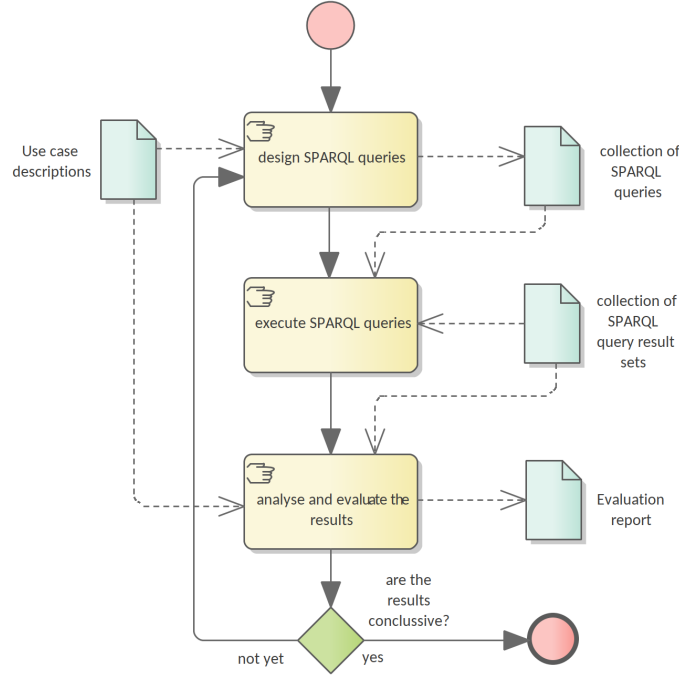 Use case
descriptions
design SPARQL queries
collection of
SPARQL
queries
execute SPARQL queries
collection of
SPARQL
query result
sets
analyse and evaluate the
results
Evaluation
report
are the
results
conclussive?
not yet
yes